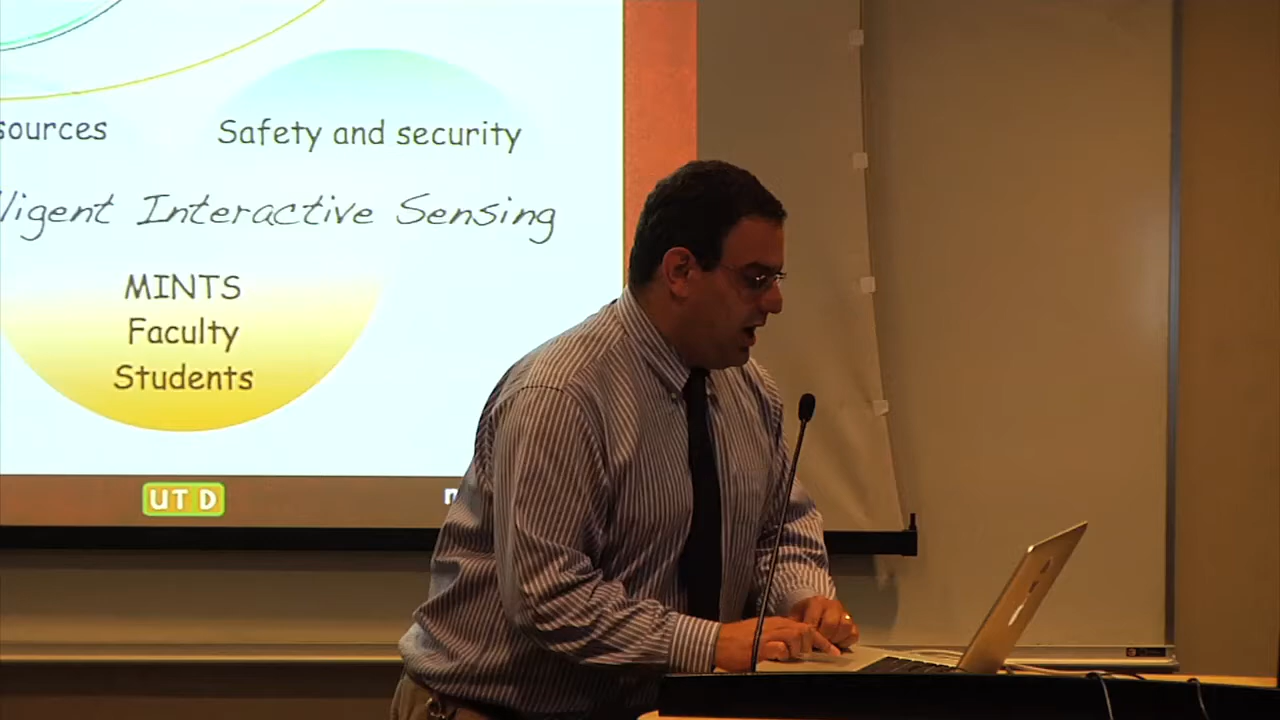 sources
Safety and security
lligent Interactive Sensing
MINTS
Faculty
Students
UT D